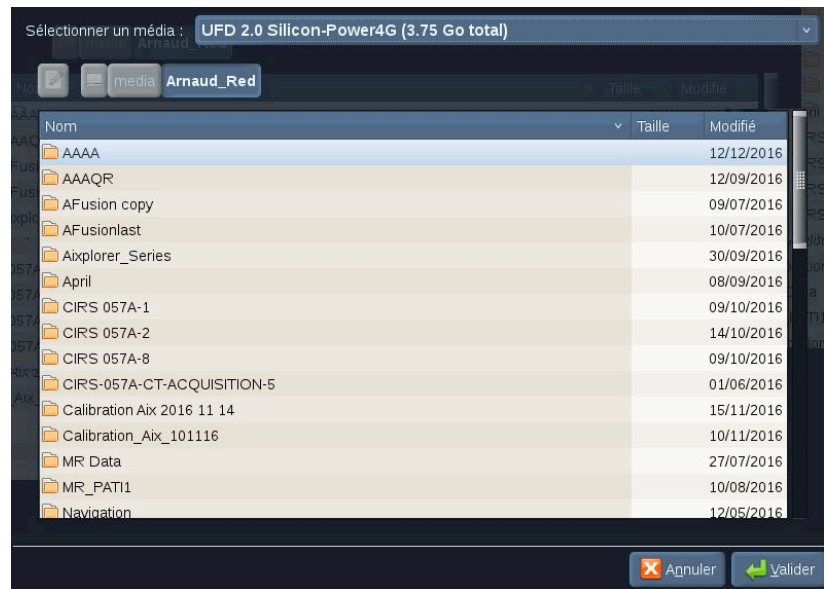 Sélectionner un média : UFD 2.0 Silicon-Power4G (3.75 Go total)
media Arnaud_Red
Nom Taille Modifié
AAAA 12/12/2016
AAAQR 12/09/2016
AFusion copy 09/07/2016
AFusionlast 10/07/2016
Aixplorer_Series 30/09/2016
April 08/09/2016
CIRS 057A-1 09/10/2016
CIRS 057A-2 14/10/2016
CIRS 057A-8 09/10/2016
CIRS-057A-CT-ACQUISITION-5 01/06/2016
Calibration Aix 2016 11 14 15/11/2016
Calibration_Aix_101116 10/11/2016
MR Data 27/07/2016
MR_PATI1 10/08/2016
Navigation 12/05/2016
Annuler Valider